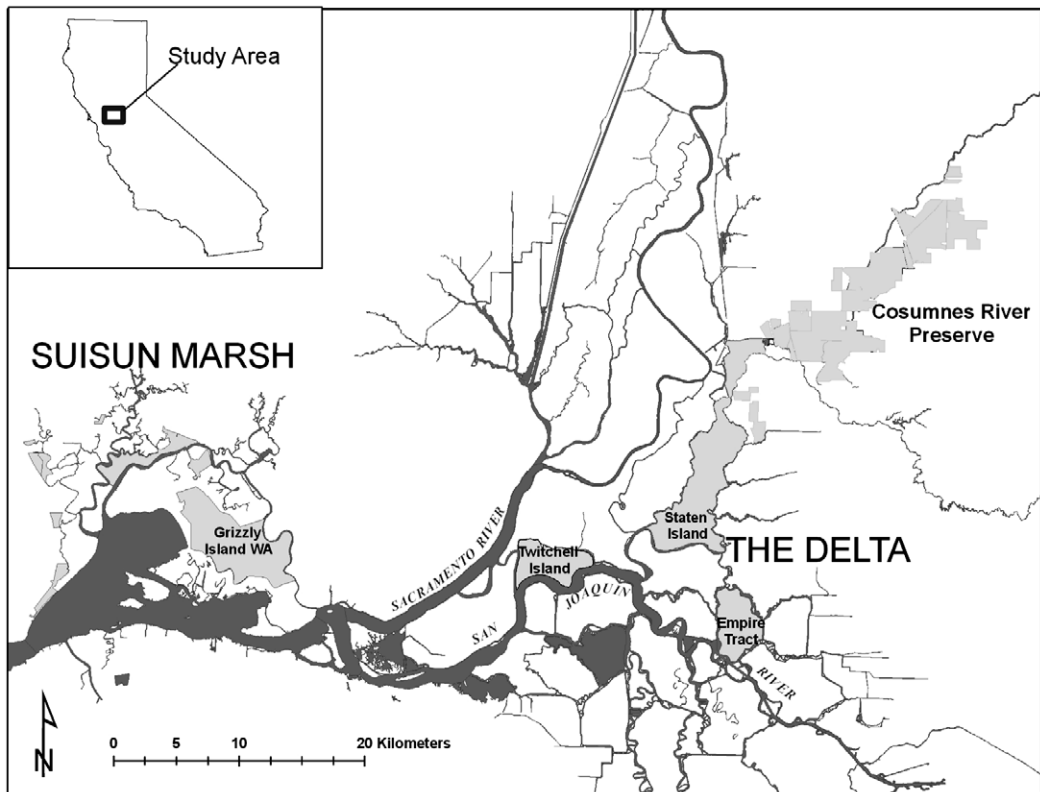 Study Area
SUISUN MARSH
Cosumnes River
Preserve
Grizzly
Island WA
SACRAMENTO RIVER
Twitchell
Island
Staten
Island
THE DELTA
SAN
JOAQUIN
RIVER
Empire
Tract
N
0 5 10 20 Kilometers